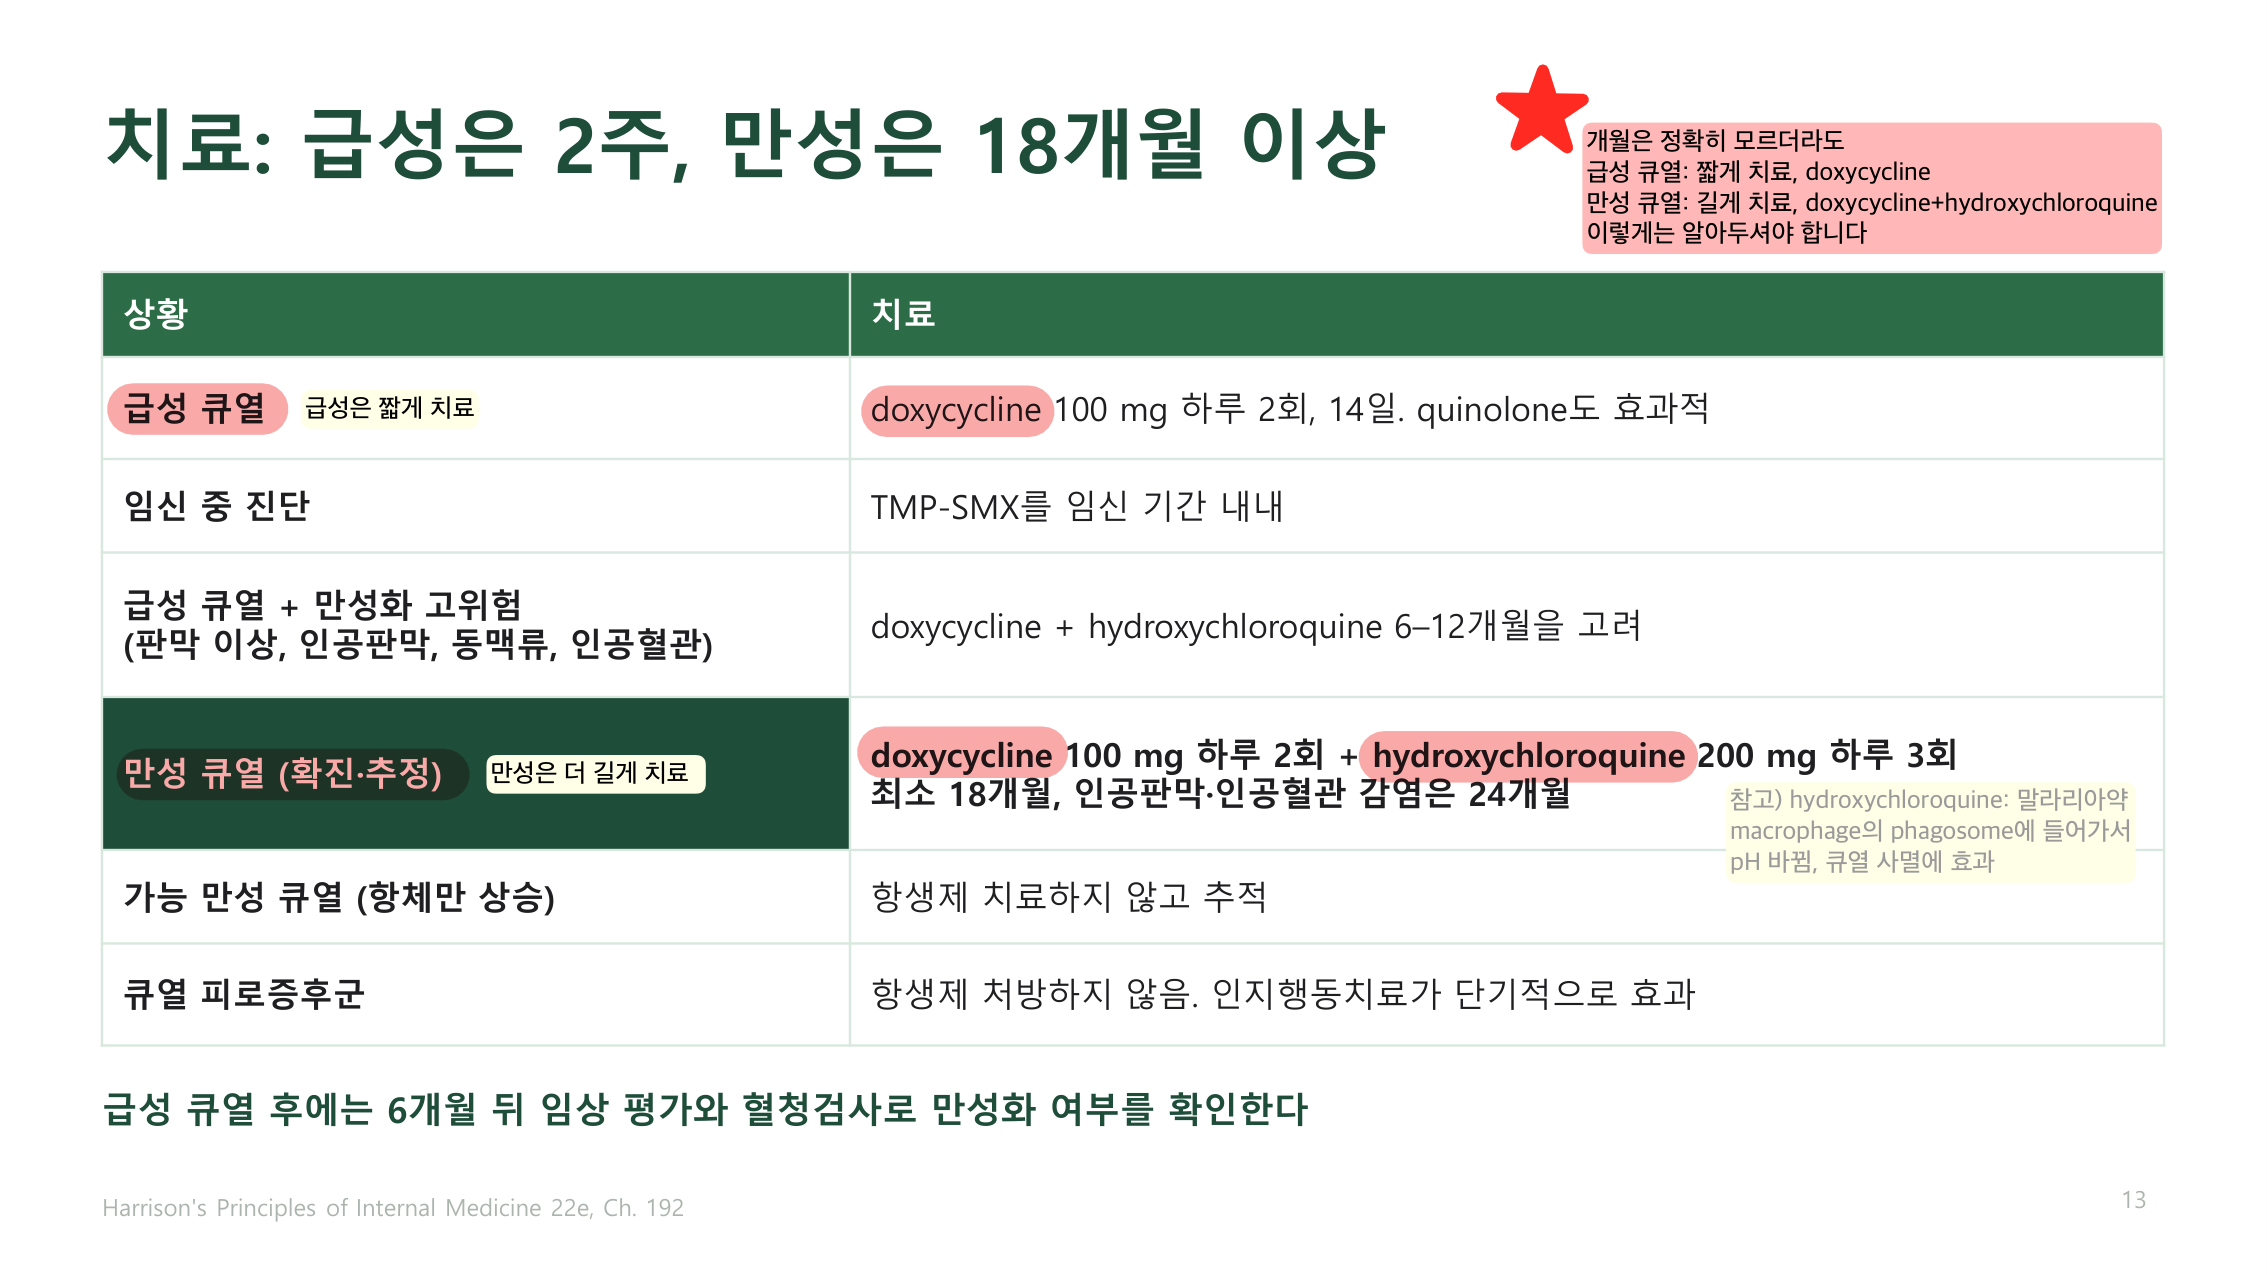 치료: 급성은 2주, 만성은 18개월 이상
개월은 정확히 모르더라도
급성 큐열: 짧게 치료, doxycycline
만성 큐열: 길게 치료, doxycycline+hydroxychloroquine
이렇게는 알아두셔야 합니다
상황
치료
급성 큐열
급성은 짧게 치료
doxycycline 100 mg 하루 2회, 14일. quinolone도 효과적
임신 중 진단
TMP-SMX를 임신 기간 내내
급성 큐열 + 만성화 고위험
(판막 이상, 인공판막, 동맥류, 인공혈관)
doxycycline + hydroxychloroquine 6–12개월을 고려
만성 큐열 (확진·추정)
만성은 더 길게 치료
doxycycline 100 mg 하루 2회 + hydroxychloroquine 200 mg 하루 3회
최소 18개월, 인공판막·인공혈관 감염은 24개월
참고) hydroxychloroquine: 말라리아약
macrophage의 phagosome에 들어가서
pH 바뀜, 큐열 사멸에 효과
가능 만성 큐열 (항체만 상승)
항생제 치료하지 않고 추적
큐열 피로증후군
항생제 처방하지 않음. 인지행동치료가 단기적으로 효과
급성 큐열 후에는 6개월 뒤 임상 평가와 혈청검사로 만성화 여부를 확인한다
Harrison's Principles of Internal Medicine 22e, Ch. 192
13